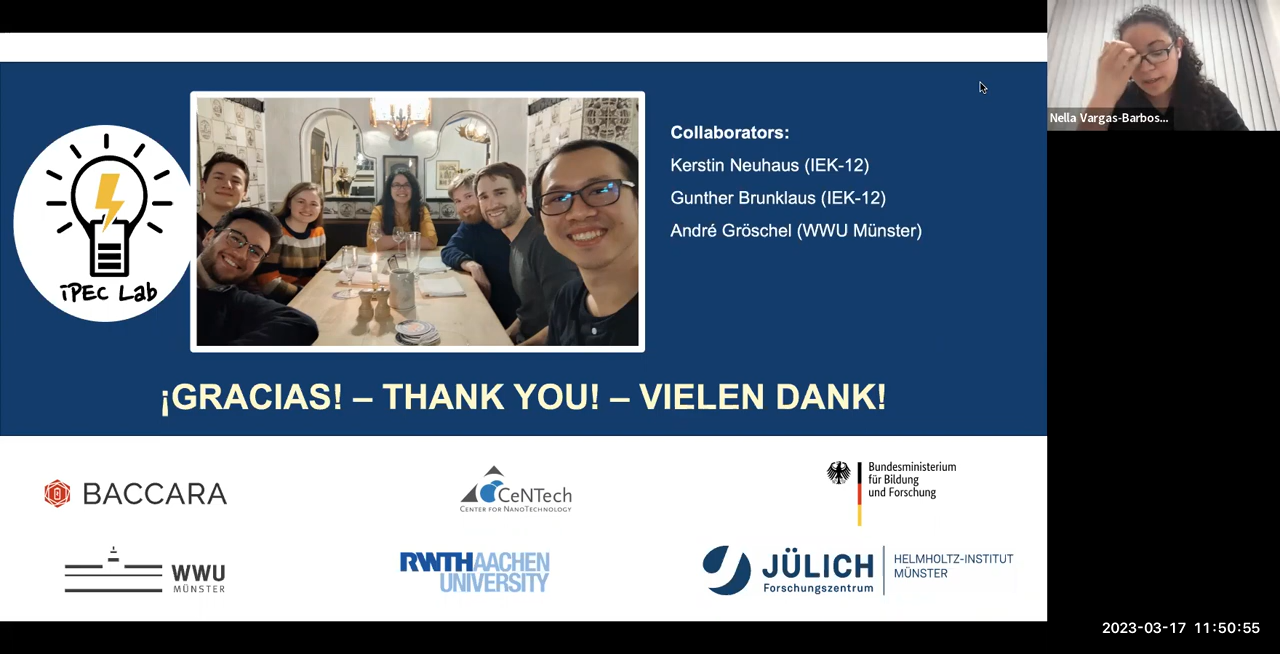 Nella Vargas-Barbos...
Collaborators:
Kerstin Neuhaus (IEK-12)
Gunther Brunklaus (IEK-12)
André Gröschel (WWU Münster)
iPEC Lab
¡GRACIAS! – THANK YOU! – VIELEN DANK!
BACCARA
CeNTech
CENTER FOR NANOTECHNOLOGY
Bundesministerium
für Bildung
und Forschung
WWU
MÜNSTER
RWTHAACHEN
UNIVERSITY
JÜLICH
Forschungszentrum
HELMHOLTZ-INSTITUT
MÜNSTER
2023-03-17 11:50:55